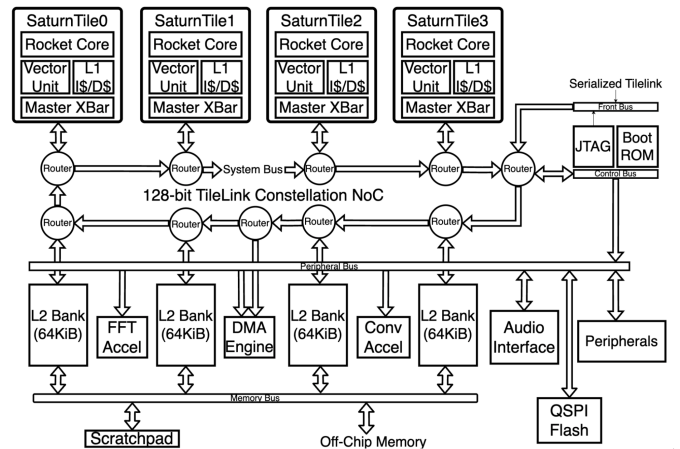 SaturnTile0
SaturnTile1
SaturnTile2
SaturnTile3
Rocket Core
Rocket Core
Rocket Core
Rocket Core
Vector
Unit
L1
I$/D$
Vector
Unit
L1
I$/D$
Vector
Unit
L1
I$/D$
Vector
Unit
L1
I$/D$
Master XBar
Master XBar
Master XBar
Master XBar
Serialized Tilelink
Front Bus
JTAG
Boot
ROM
Control Bus
Router
Router
System Bus
Router
Router
Router
128-bit TileLink Constellation NoC
Router
Router
Router
Router
Router
Peripheral Bus
L2 Bank
(64KiB)
FFT
Accel
L2 Bank
(64KiB)
DMA
Engine
L2 Bank
(64KiB)
Conv
Accel
L2 Bank
(64KiB)
Audio
Interface
Peripherals
Memory Bus
QSPI
Flash
Scratchpad
Off-Chip Memory